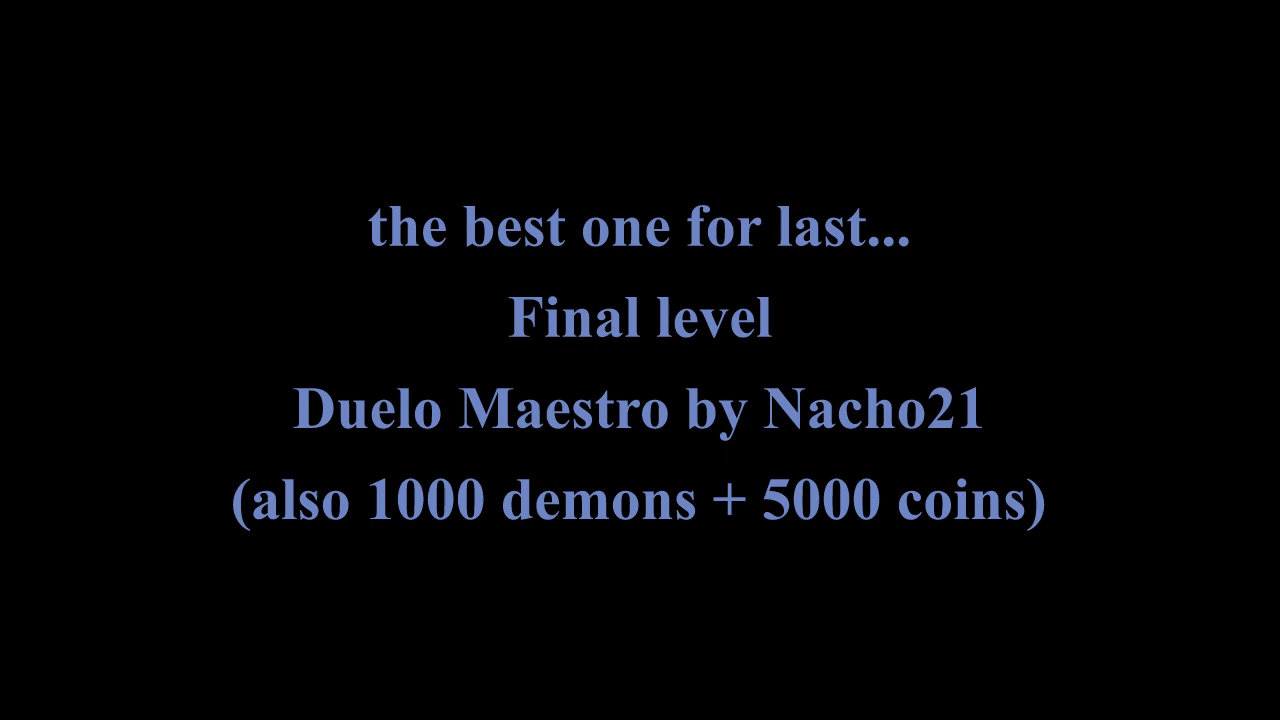 the best one for last...
Final level
Duelo Maestro by Nacho21
(also 1000 demons + 5000 coins)